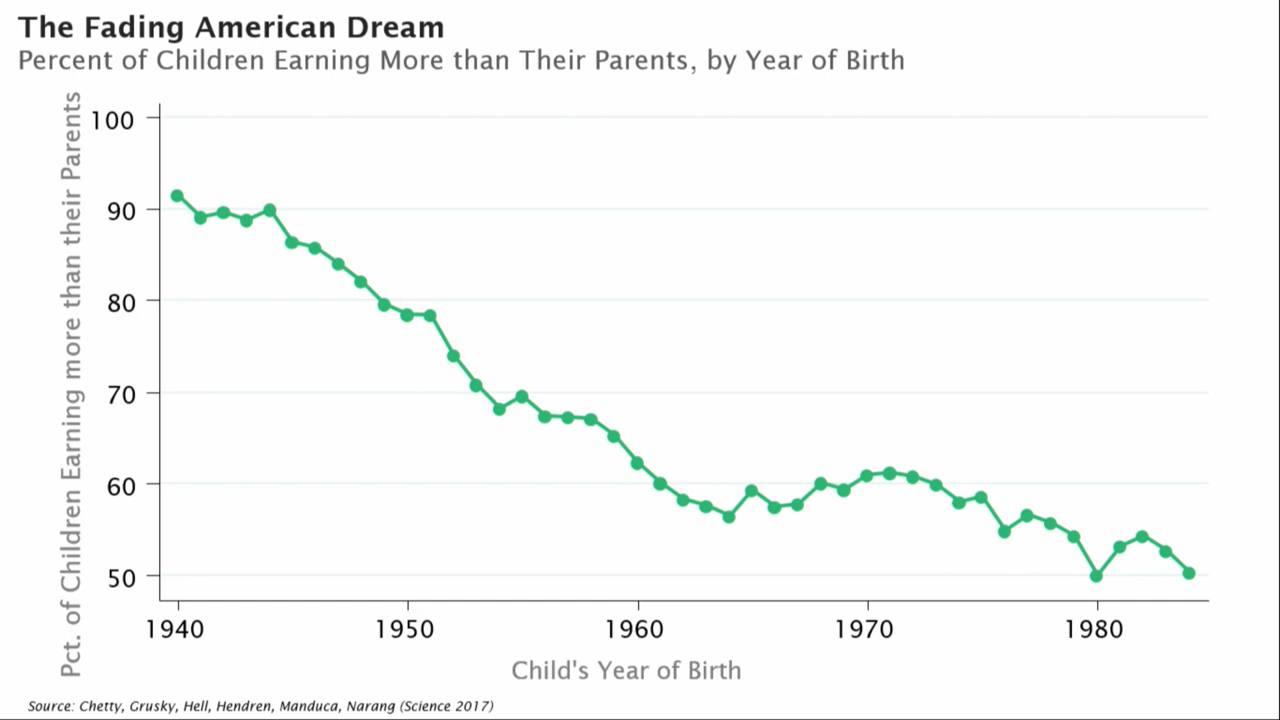 The Fading American Dream
Percent of Children Earning More than Their Parents, by Year of Birth
Pct. of Children Earning more than their Parents
100
90
80
70
60
50
1940 1950 1960 1970 1980
Child's Year of Birth
Source: Chetty, Grusky, Hell, Hendren, Manduca, Narang (Science 2017)